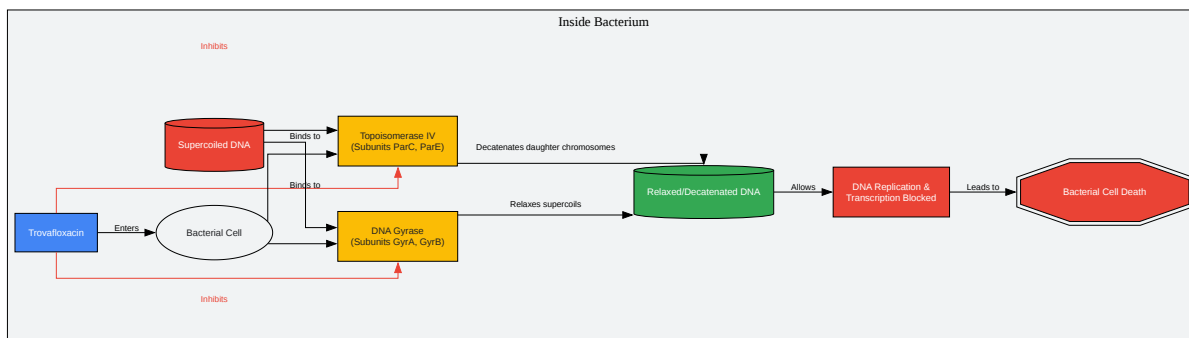 Inside Bacterium
Inhibits
Supercoiled DNA
Binds to
Binds to
Topoisomerase IV
(Subunits ParC, ParE)
Decatenates daughter chromosomes
Relaxed/Decatenated DNA
Allows
DNA Replication &
Transcription Blocked
Leads to
Bacterial Cell Death
Trovafloxacin
Enters
Bacterial Cell
DNA Gyrase
(Subunits GyrA, GyrB)
Relaxes supercoils
Inhibits